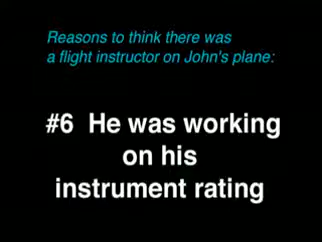 Reasons to think there was
a flight instructor on John's plane:
#6 He was working
on his
instrument rating